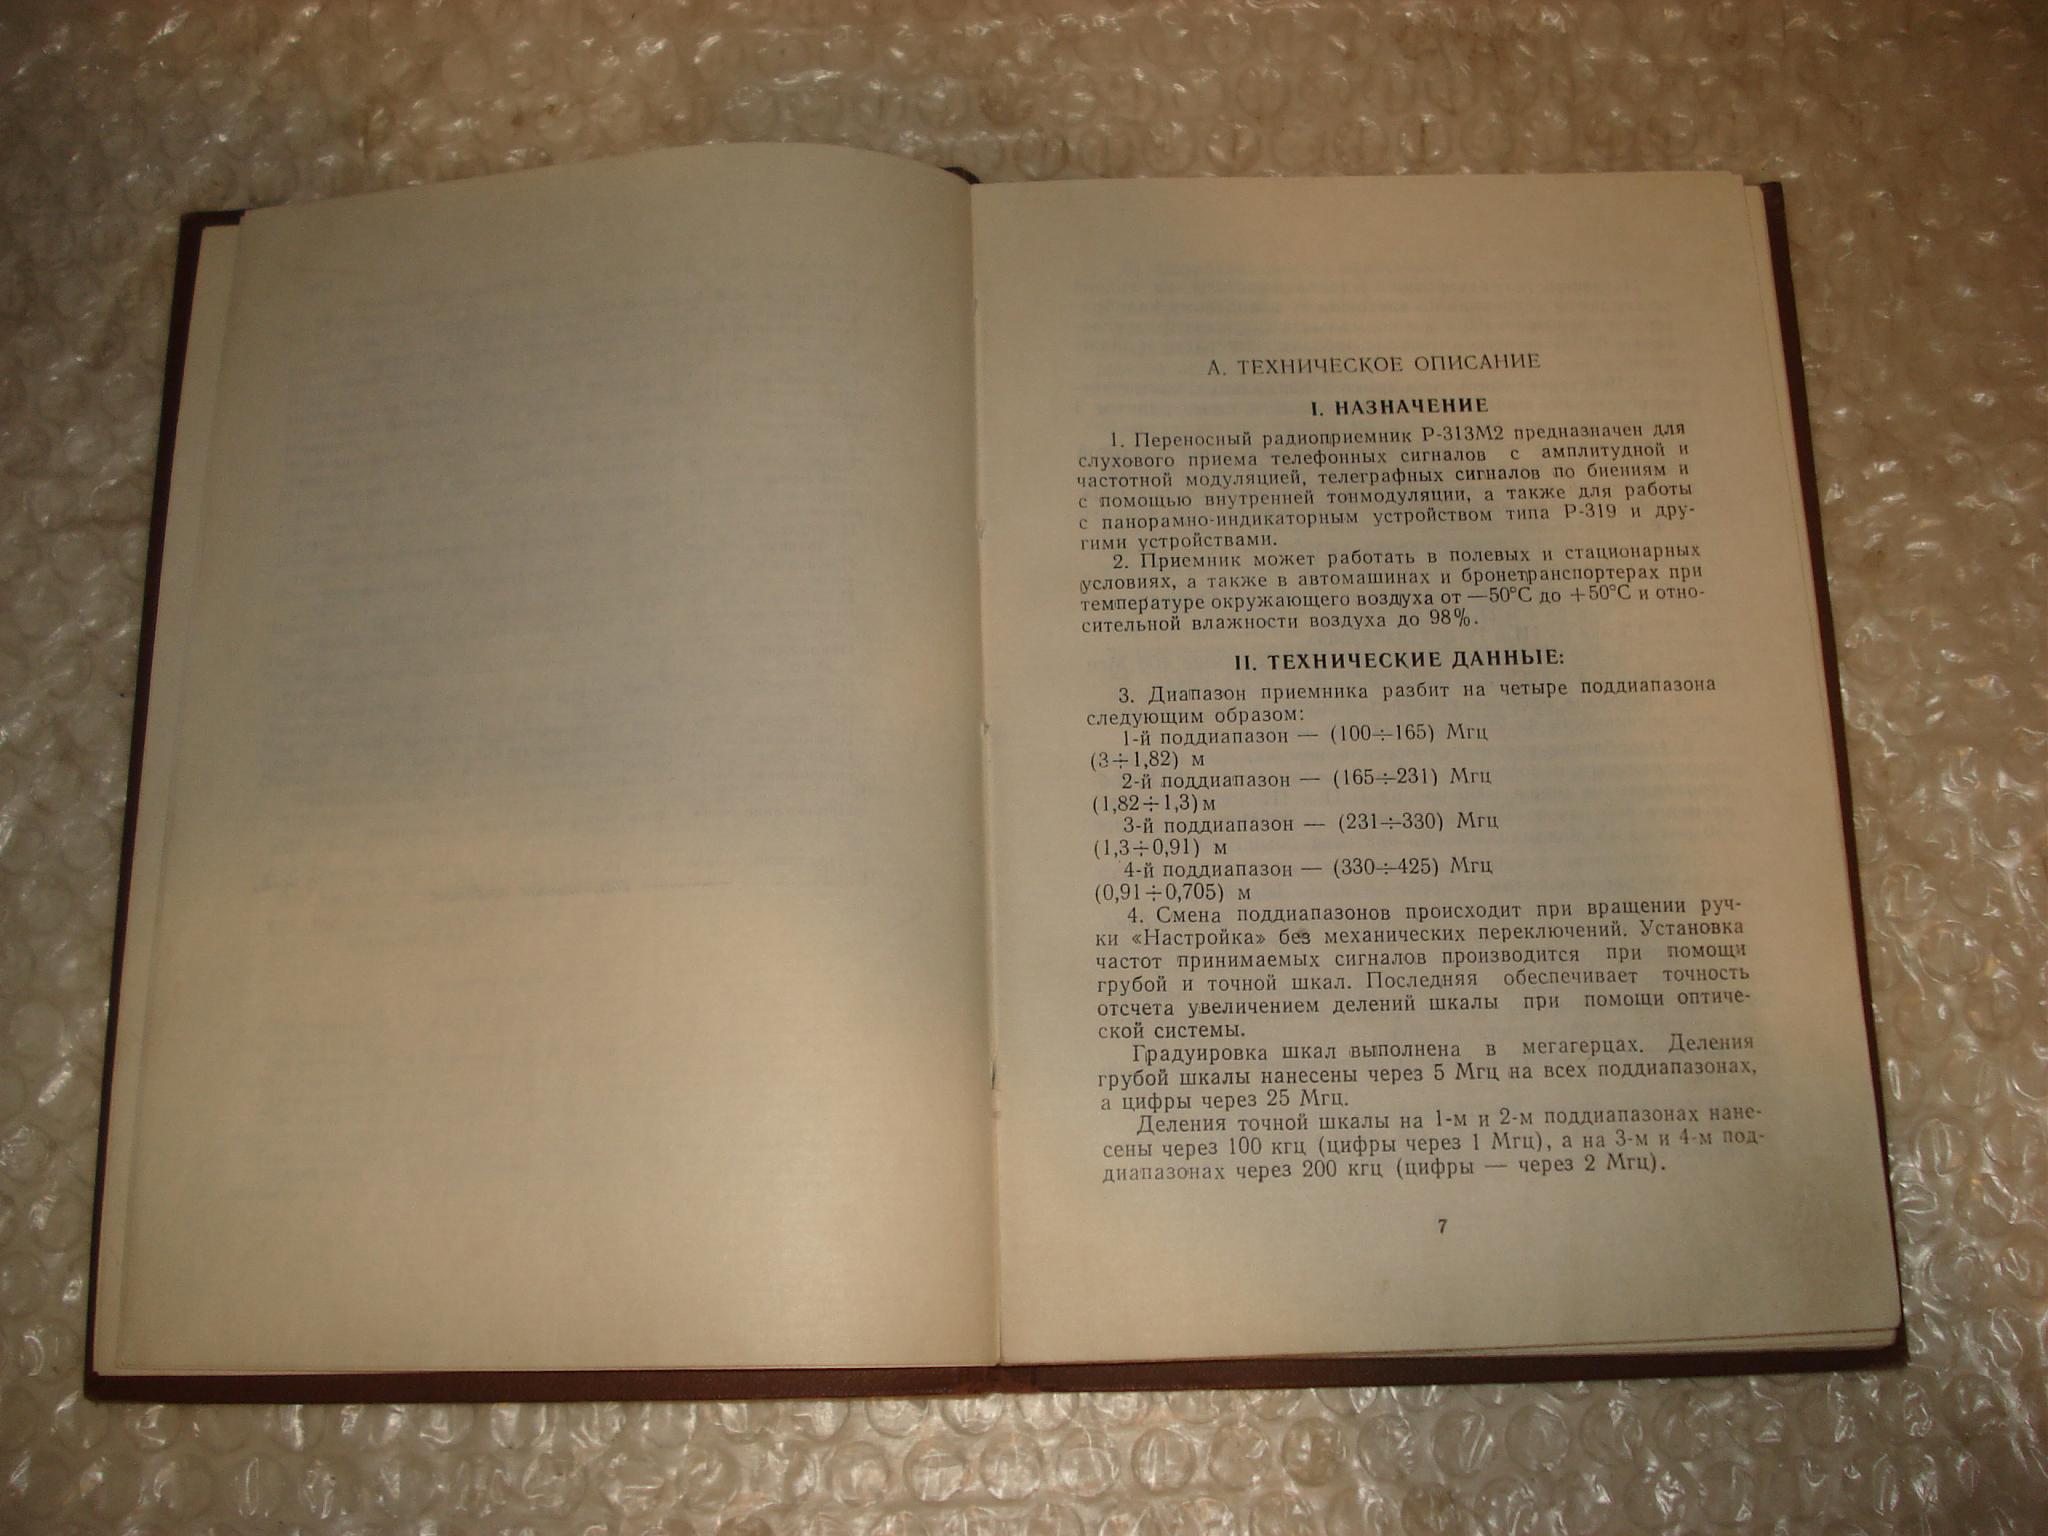 А. ТЕХНИЧЕСКОЕ ОПИСАНИЕ
I. НАЗНАЧЕНИЕ
1. Переносный радиоприемник Р-313М2 предназначен для
слухового приема телефонных сигналов с амплитудной и
частотной модуляцией, телеграфных сигналов по биениям и
с помощью внутренней тонмодуляции, а также для работы
с панорамно-индикаторным устройством типа Р-319 и дру-
гими устройствами.
2. Приемник может работать в полевых и стационарных
условиях, а также в автомашинах и бронетранспортерах при
температуре окружающего воздуха от —50°С до +50°С и отно-
сительной влажности воздуха до 98%.
II. ТЕХНИЧЕСКИЕ ДАННЫЕ:
3. Диапазон приемника разбит на четыре поддиапазона
следующим образом:
1-й поддиапазон — (100÷165) Мгц
(3÷1,82) м
2-й поддиапазон — (165÷231) Мгц
(1,82÷1,3) м
3-й поддиапазон — (231÷330) Мгц
(1,3÷0,91) м
4-й поддиапазон — (330÷425) Мгц
(0,91÷0,705) м
4. Смена поддиапазонов происходит при вращении руч-
ки «Настройка» без механических переключений. Установка
частот принимаемых сигналов производится при помощи
грубой и точной шкал. Последняя обеспечивает точность
отсчета увеличением делений шкалы при помощи оптиче-
ской системы.
Градуировка шкал выполнена в мегагерцах. Деления
грубой шкалы нанесены через 5 Мгц на всех поддиапазонах,
а цифры через 25 Мгц.
Деления точной шкалы на 1-м и 2-м поддиапазонах нане-
сены через 100 кгц (цифры через 1 Мгц), а на 3-м и 4-м под-
диапазонах через 200 кгц (цифры — через 2 Мгц).
7